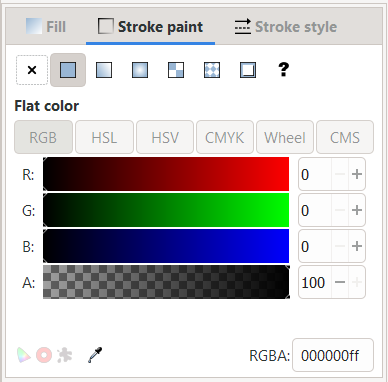 Fill Stroke paint Stroke style
?
Flat color
RGB HSL HSV CMYK Wheel CMS
R: 0 − +
G: 0 − +
B: 0 − +
A: 100 − +
RGBA: 000000ff